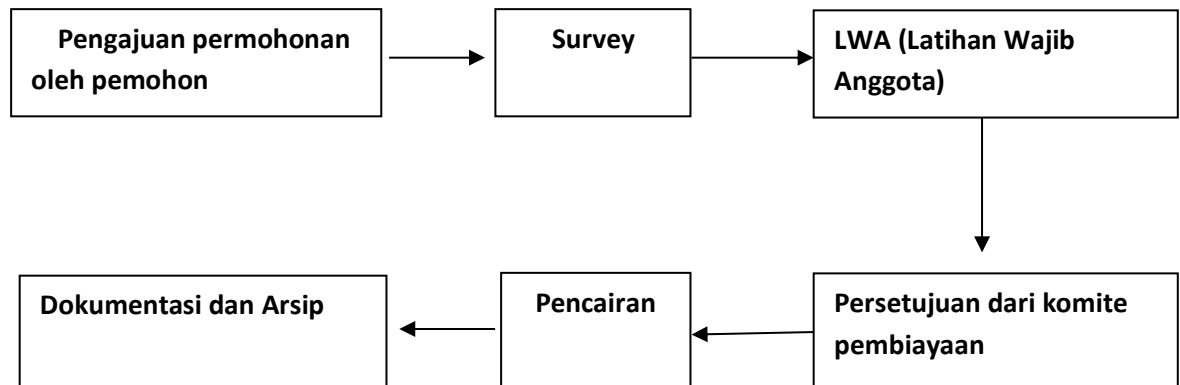 Pengajuan permohonan
oleh pemohon
Survey
LWA (Latihan Wajib
Anggota)
Persetujuan dari komite
pembiayaan
Pencairan
Dokumentasi dan Arsip